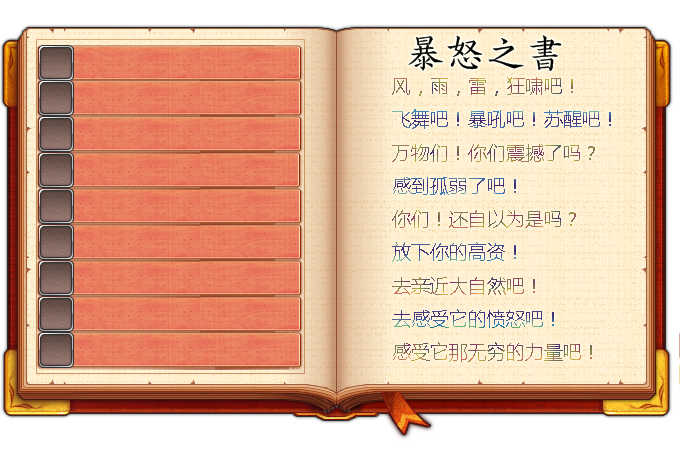 暴怒之書
风，雨，雷，狂啸吧！
飞舞吧！暴吼吧！苏醒吧！
万物们！你们震撼了吗？
感到孤弱了吧！
你们！还自以为是吗？
放下你的高资！
去亲近大自然吧！
去感受它的愤怒吧！
感受它那无穷的力量吧！